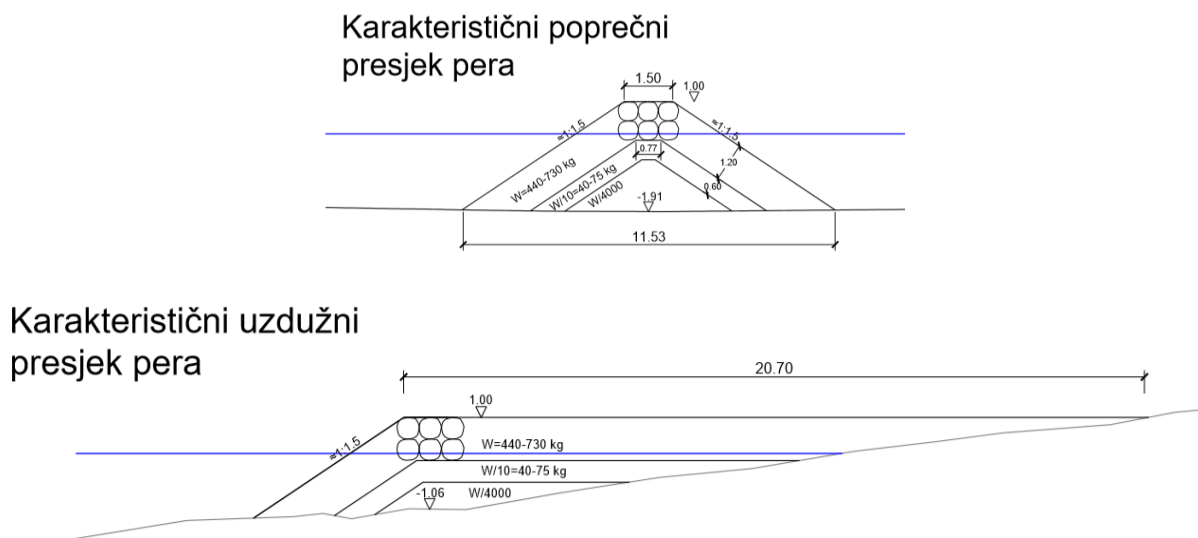 Karakteristični poprečni
presjek pera
1.50
1.00
≈1:1.5
≈1:1.5
0.77
1.20
W=440-730 kg
W/10=40-75 kg
W/4000
0.60
-1.91
11.53
Karakteristični uzdužni
presjek pera
20.70
1.00
≈1:1.5
W=440-730 kg
W/10=40-75 kg
-1.06 W/4000